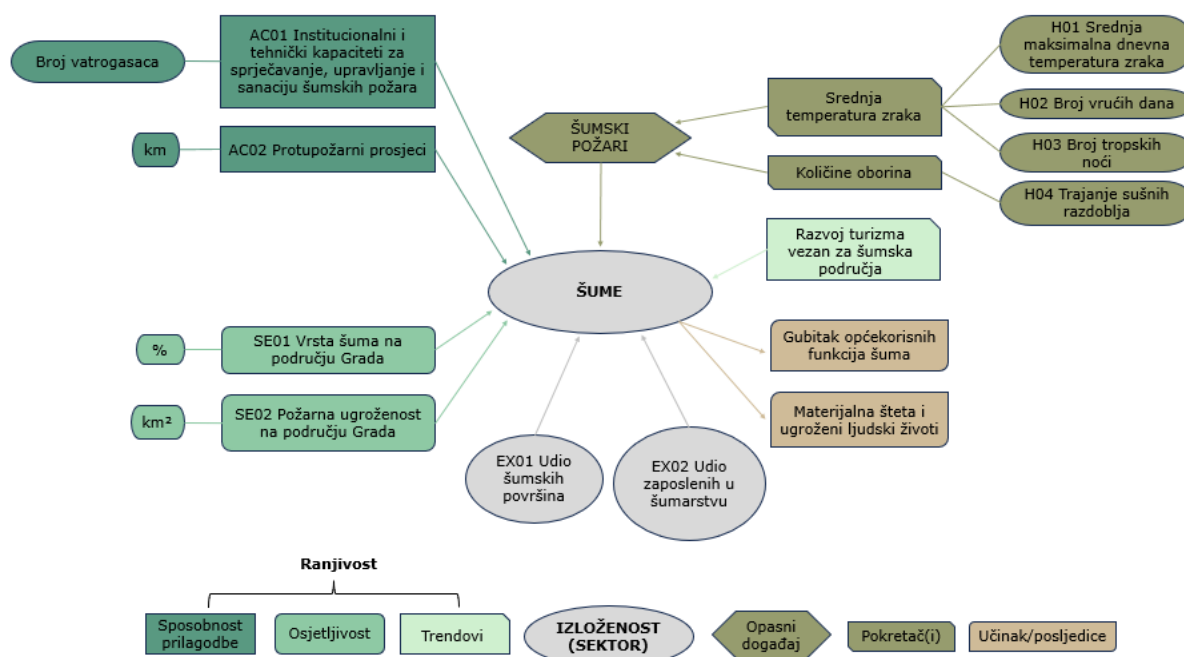 Broj vatrogasaca
AC01 Institucionalni i
tehnički kapaciteti za
sprječavanje, upravljanje i
sanaciju šumskih požara
km
AC02 Protupožarni prosjeci
ŠUMSKI
POŽARI
Srednja
temperatura zraka
Količine oborina
H01 Srednja
maksimalna dnevna
temperatura zraka
H02 Broj vrućih dana
H03 Broj tropskih
noći
H04 Trajanje sušnih
razdoblja
Razvoj turizma
vezan za šumska
područja
ŠUME
%
SE01 Vrsta šuma na
području Grada
km²
SE02 Požarna ugroženost
na području Grada
Gubitak općekorisnih
funkcija šuma
Materijalna šteta i
ugroženi ljudski životi
EX01 Udio
šumskih
površina
EX02 Udio
zaposlenih u
šumarstvu
Ranjivost
Sposobnost
prilagodbe
Osjetljivost
Trendovi
IZLOŽENOST
(SEKTOR)
Opasni
događaj
Pokretač(i)
Učinak/posljedice